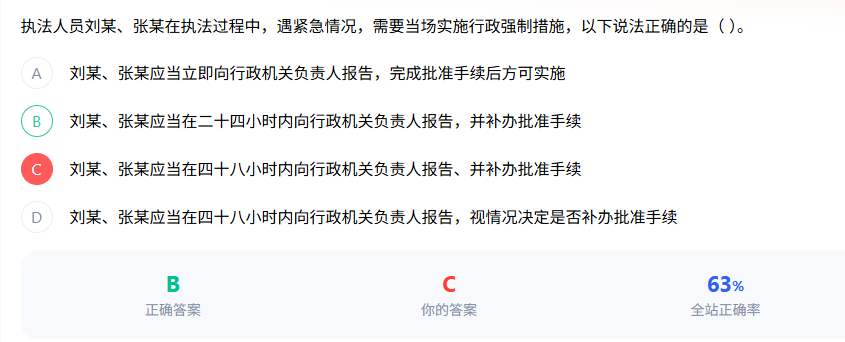 执法人员刘某、张某在执法过程中，遇紧急情况，需要当场实施行政强制措施，以下说法正确的是（ ）。
A 刘某、张某应当立即向行政机关负责人报告，完成批准手续后方可实施
B 刘某、张某应当在二十四小时内向行政机关负责人报告，并补办批准手续
C 刘某、张某应当在四十八小时内向行政机关负责人报告、并补办批准手续
D 刘某、张某应当在四十八小时内向行政机关负责人报告，视情况决定是否补办批准手续
B C 63%
正确答案 你的答案 全站正确率